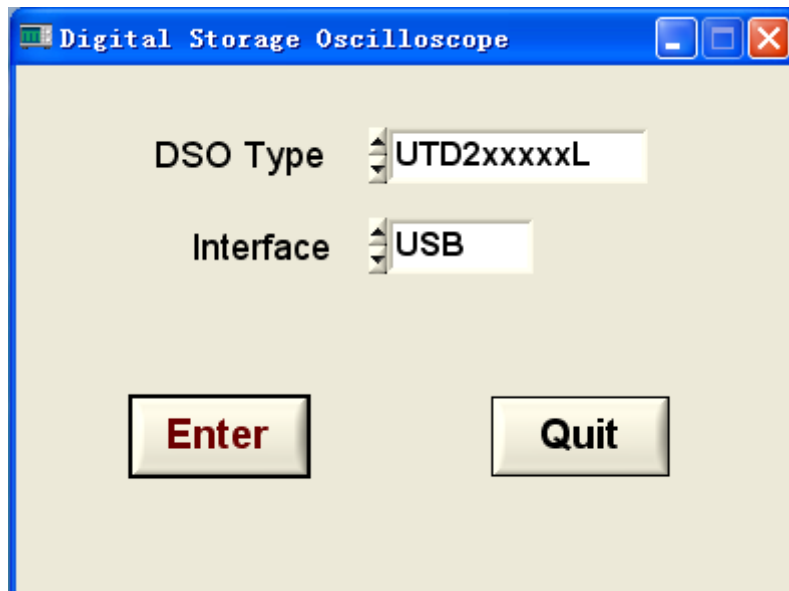 Digital Storage Oscilloscope
DSO Type UTD2xxxxxL
Interface USB
Enter Quit